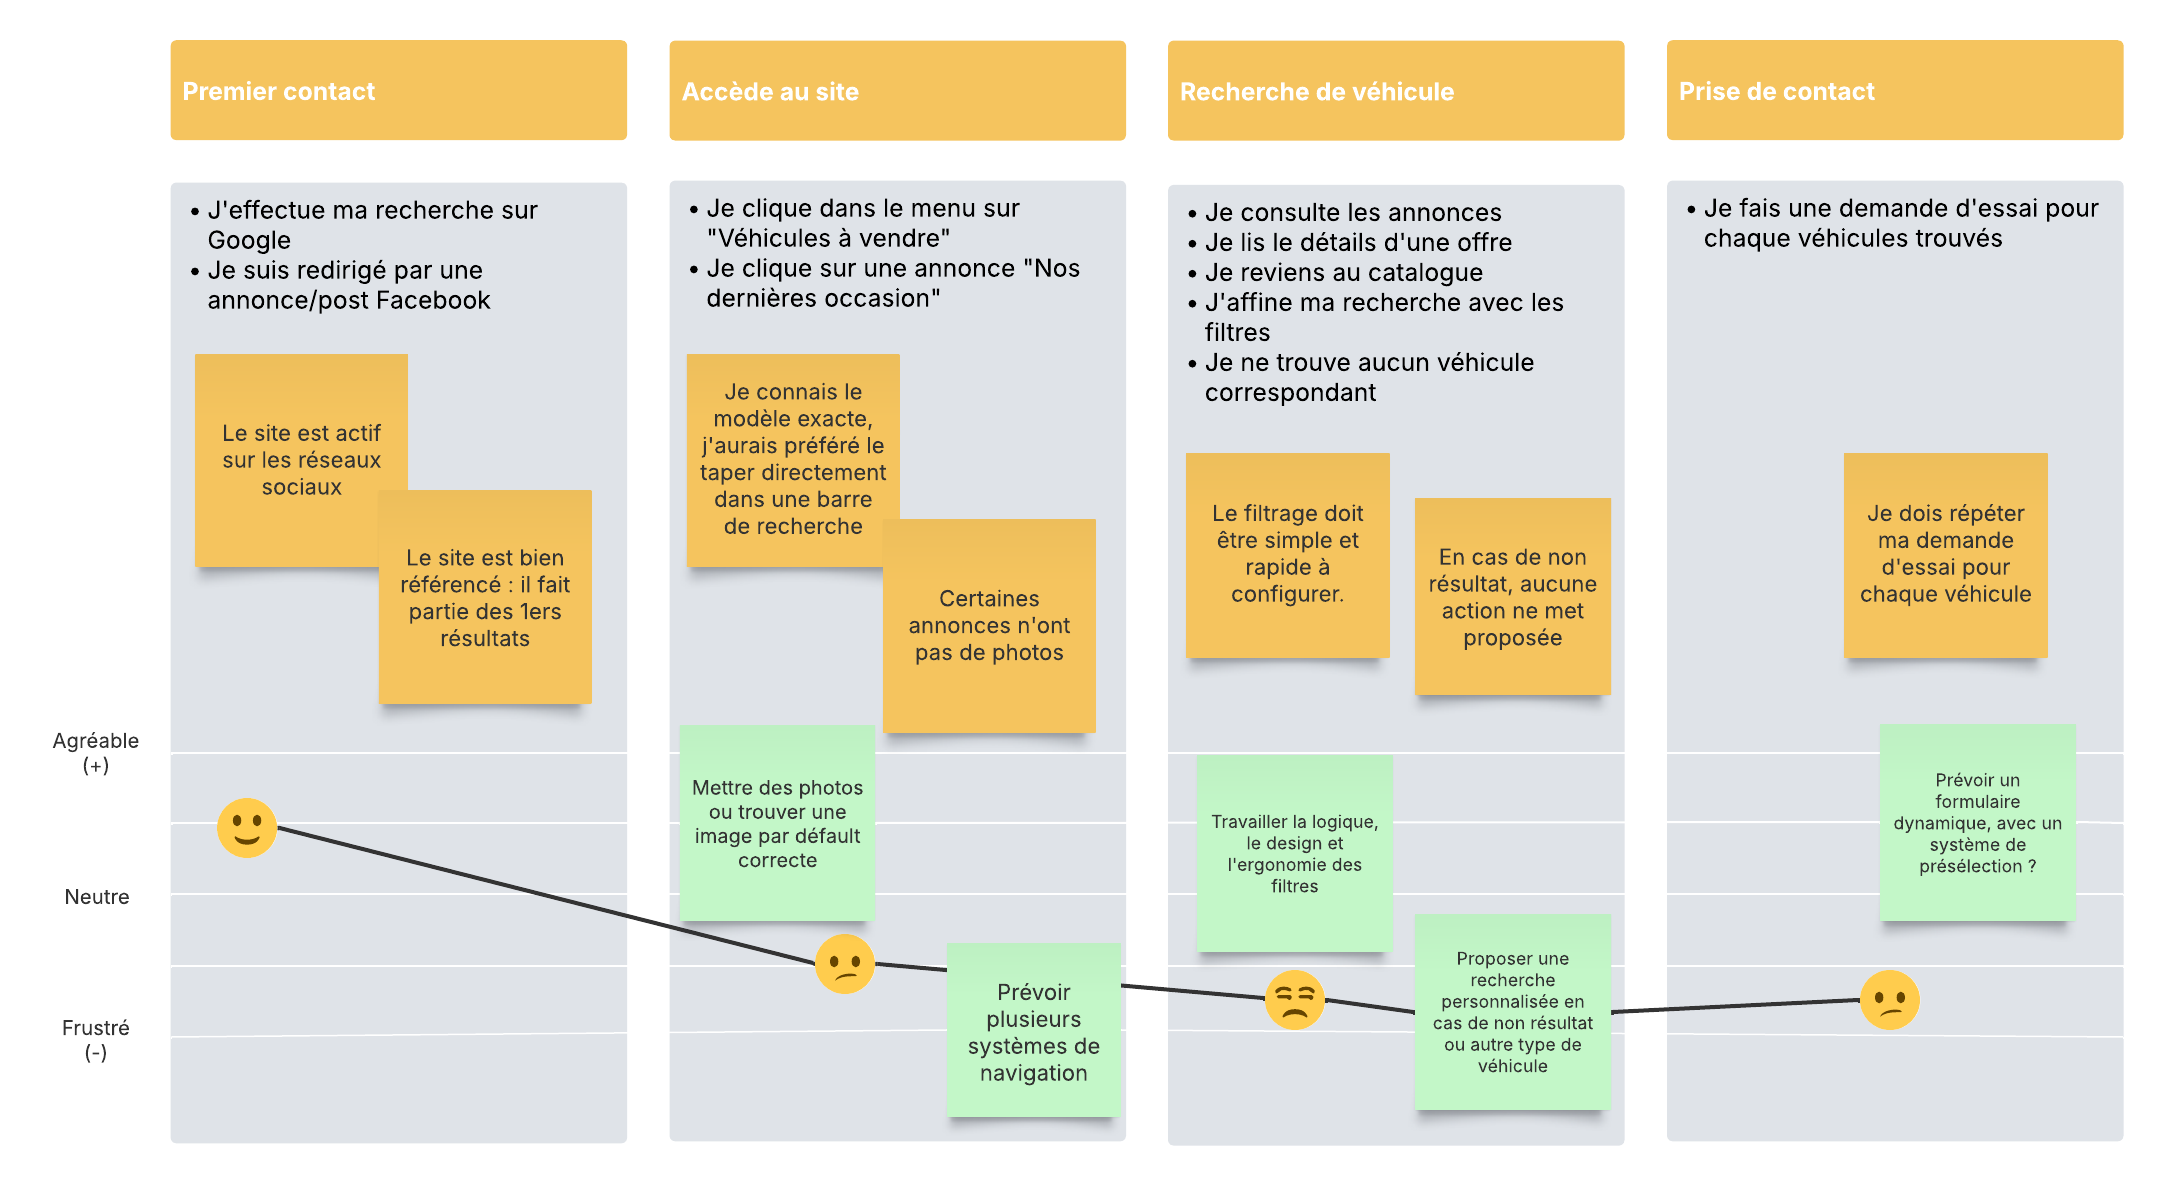 Premier contact
Accède au site
Recherche de véhicule
Prise de contact
• J'effectue ma recherche sur
Google
• Je suis redirigé par une
annonce/post Facebook
Le site est actif
sur les réseaux
sociaux
Le site est bien
référencé : il fait
partie des 1ers
résultats
• Je clique dans le menu sur
"Véhicules à vendre"
• Je clique sur une annonce "Nos
dernières occasion"
Je connais le
modèle exacte,
j'aurais préféré le
taper directement
dans une barre
de recherche
Certaines
annonces n'ont
pas de photos
Mettre des photos
ou trouver une
image par défault
correcte
Prévoir
plusieurs
systèmes de
navigation
• Je consulte les annonces
• Je lis le détails d'une offre
• Je reviens au catalogue
• J'affine ma recherche avec les
filtres
• Je ne trouve aucun véhicule
correspondant
Le filtrage doit
être simple et
rapide à
configurer.
En cas de non
résultat, aucune
action ne met
proposée
Travailler la logique,
le design et
l'ergonomie des
filtres
Proposer une
recherche
personnalisée en
cas de non résultat
ou autre type de
véhicule
• Je fais une demande d'essai pour
chaque véhicules trouvés
Je dois répéter
ma demande
d'essai pour
chaque véhicule
Prévoir un
formulaire
dynamique, avec un
système de
présélection ?
Agréable
(+)
Neutre
Frustré
(-)